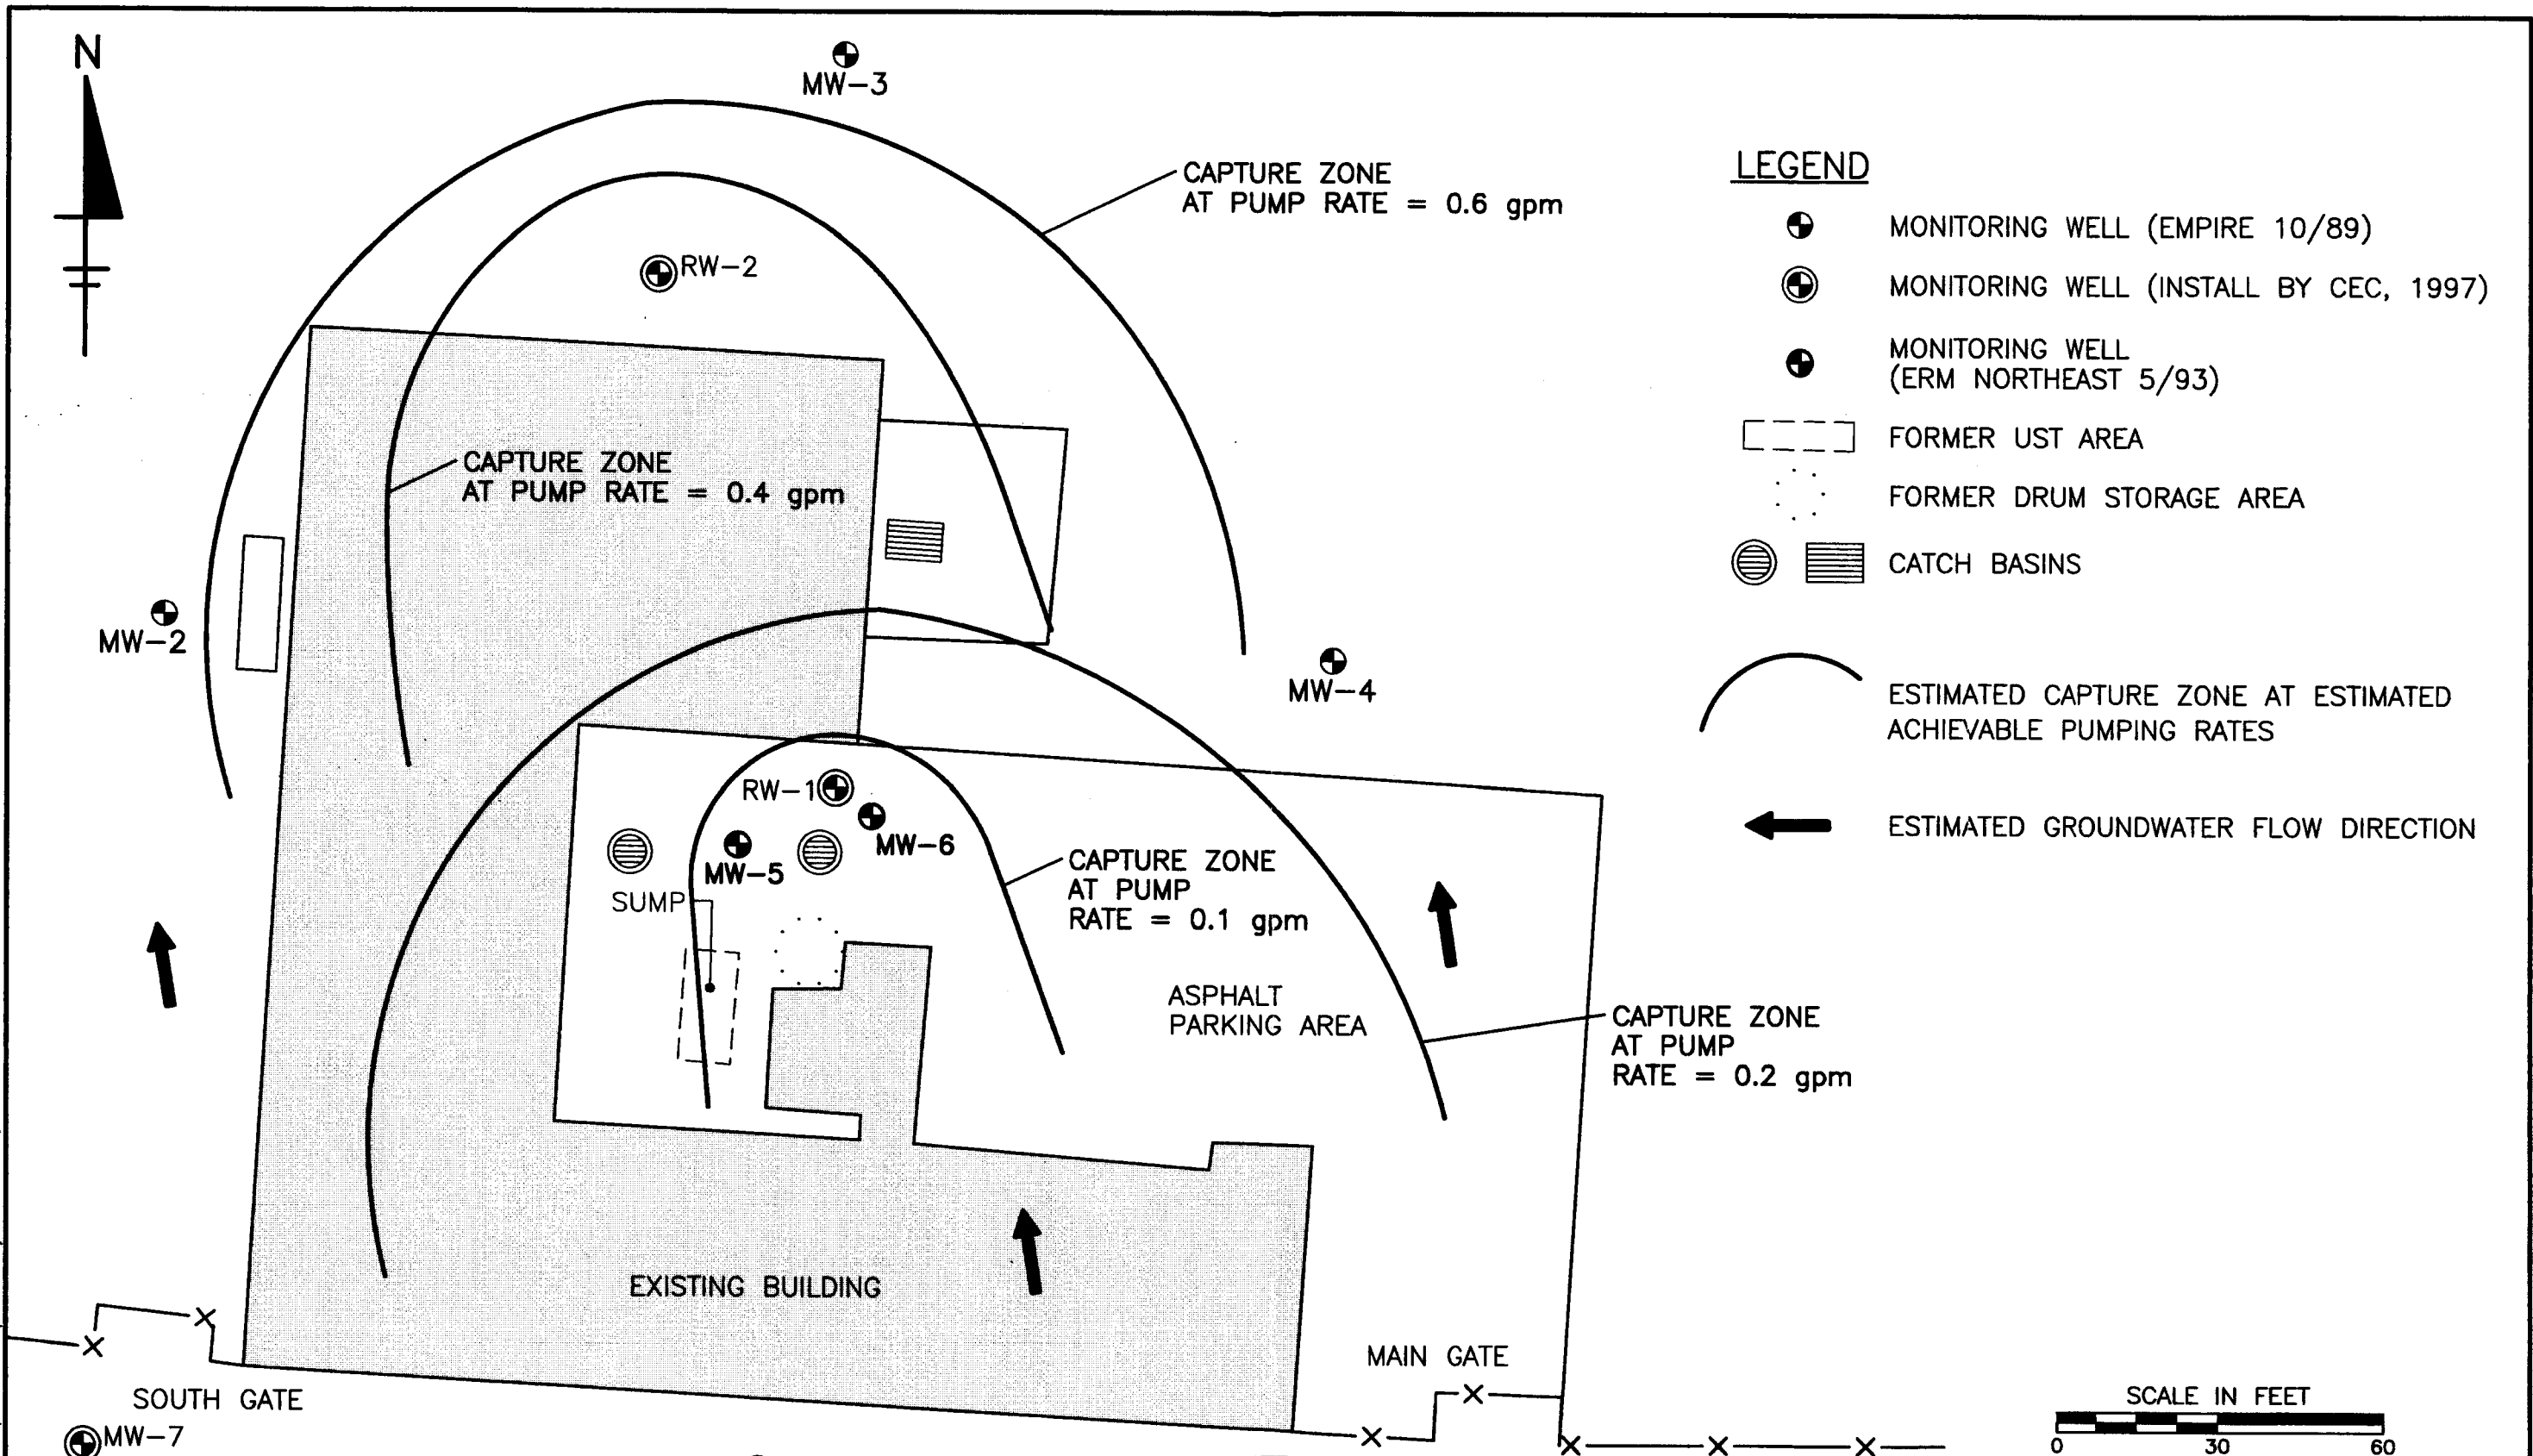 N
MW-3
CAPTURE ZONE
AT PUMP RATE = 0.6 gpm
RW-2
CAPTURE ZONE
AT PUMP RATE = 0.4 gpm
MW-2
MW-4
RW-1
MW-6
MW-5
SUMP
CAPTURE ZONE
AT PUMP
RATE = 0.1 gpm
ASPHALT
PARKING AREA
CAPTURE ZONE
AT PUMP
RATE = 0.2 gpm
EXISTING BUILDING
MAIN GATE
SOUTH GATE
MW-7
LEGEND
MONITORING WELL (EMPIRE 10/89)
MONITORING WELL (INSTALL BY CEC, 1997)
MONITORING WELL
(ERM NORTHEAST 5/93)
FORMER UST AREA
FORMER DRUM STORAGE AREA
CATCH BASINS
ESTIMATED CAPTURE ZONE AT ESTIMATED
ACHIEVABLE PUMPING RATES
ESTIMATED GROUNDWATER FLOW DIRECTION
SCALE IN FEET
0 30 60